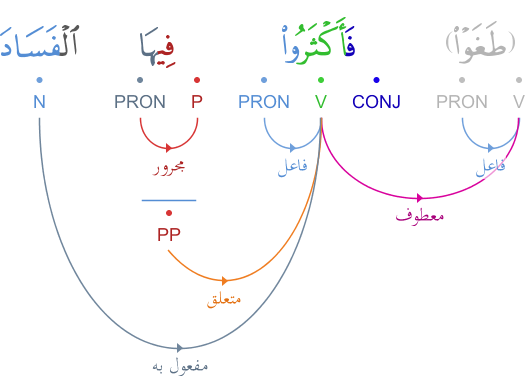 (طَغَوْا۟) فَأَكْثَرُوا۟ فِيهَا ٱلْفَسَادَ
V PRON CONJ V PRON P PRON N
فاعل فاعل مجرور
معطوف
PP
متعلق
مفعول به